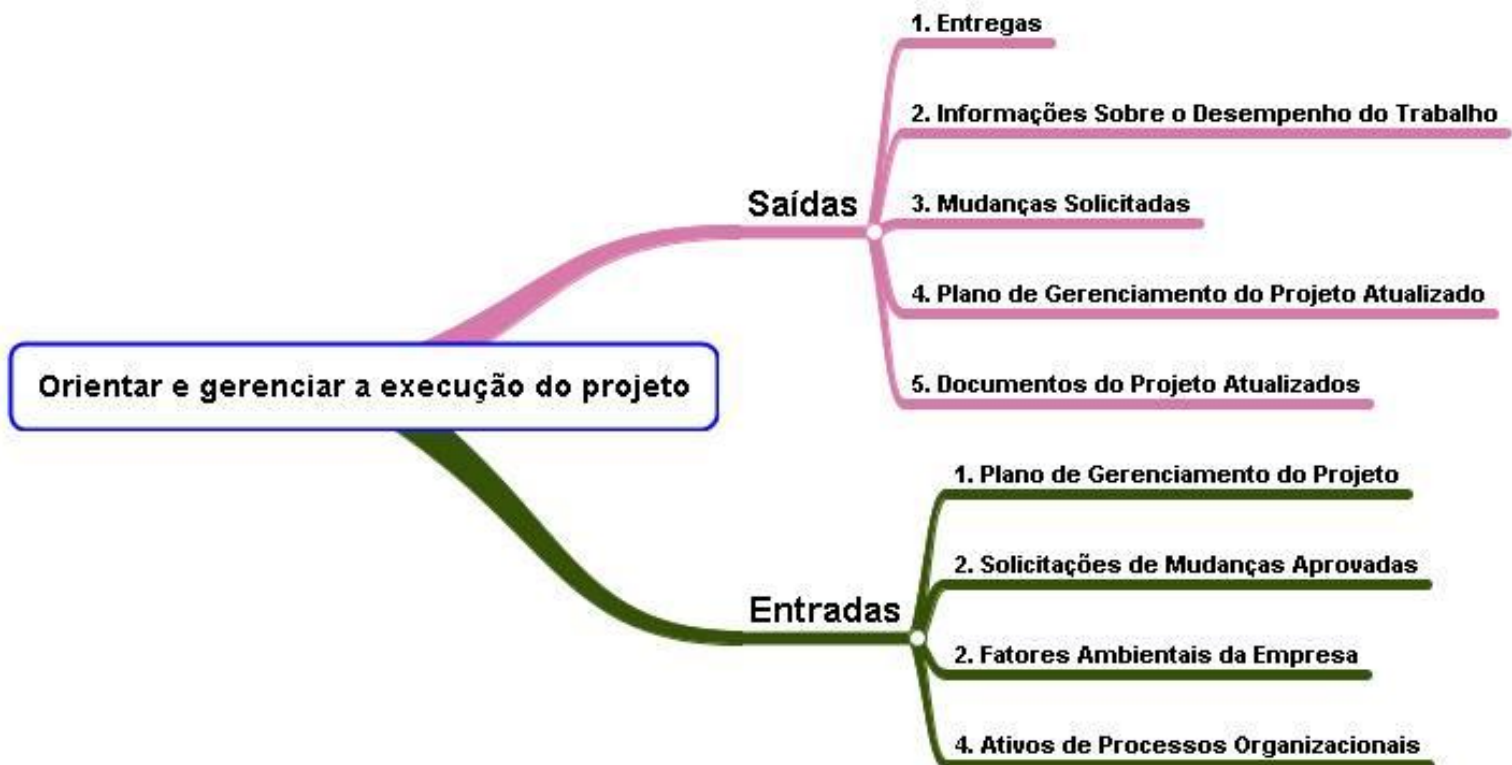 1. Entregas
2. Informações Sobre o Desempenho do Trabalho
Saídas
3. Mudanças Solicitadas
4. Plano de Gerenciamento do Projeto Atualizado
Orientar e gerenciar a execução do projeto
5. Documentos do Projeto Atualizados
1. Plano de Gerenciamento do Projeto
2. Solicitações de Mudanças Aprovadas
Entradas
2. Fatores Ambientais da Empresa
4. Ativos de Processos Organizacionais